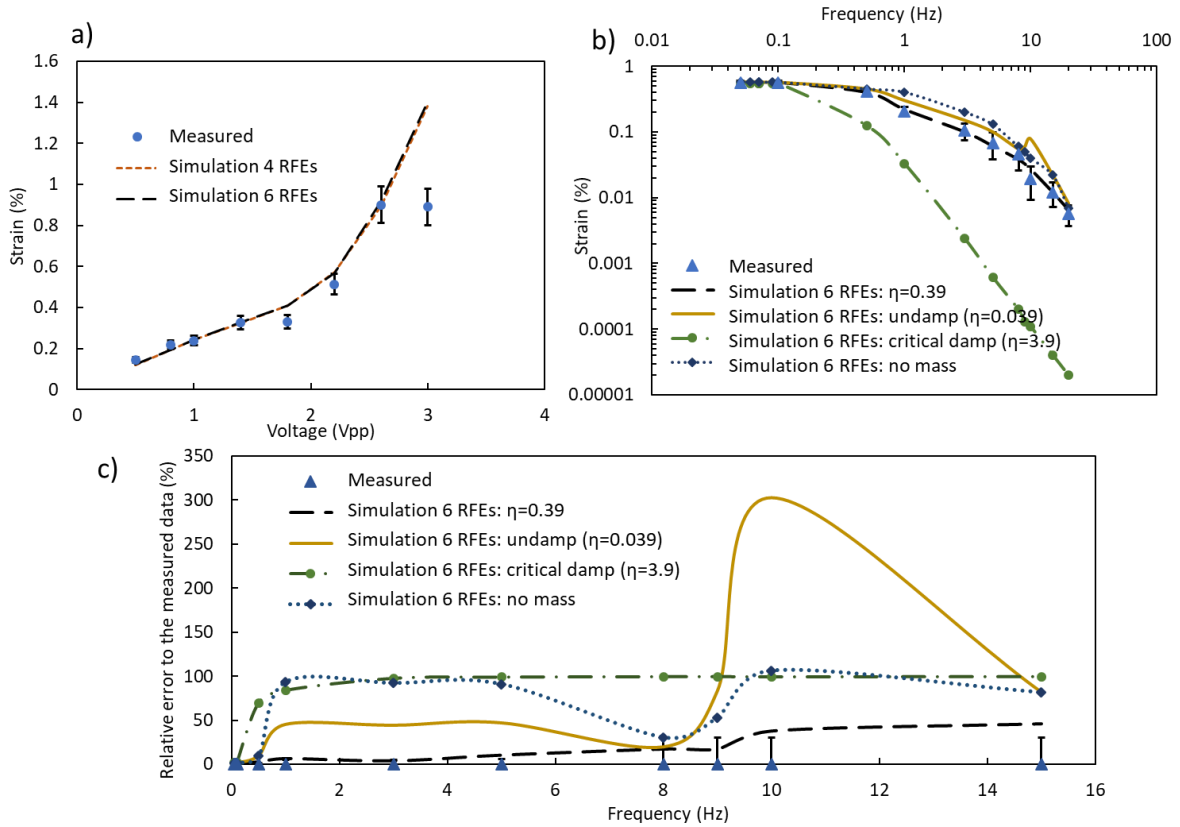 a)
1.6
1.4
1.2
1
0.8
0.6
0.4
0.2
0
Strain (%)
Measured
Simulation 4 RFEs
Simulation 6 RFEs
0 1 2 3 4
Voltage (Vpp)
b)
Frequency (Hz)
0.01 0.1 1 10 100
1
0.1
0.01
0.001
0.0001
0.00001
Strain (%)
Measured
Simulation 6 RFEs: η=0.39
Simulation 6 RFEs: undamp (η=0.039)
Simulation 6 RFEs: critical damp (η=3.9)
Simulation 6 RFEs: no mass
c)
350
300
250
200
150
100
50
0
Relative error to the measured data (%)
Measured
Simulation 6 RFEs: η=0.39
Simulation 6 RFEs: undamp (η=0.039)
Simulation 6 RFEs: critical damp (η=3.9)
Simulation 6 RFEs: no mass
0 2 4 6 8 10 12 14 16
Frequency (Hz)